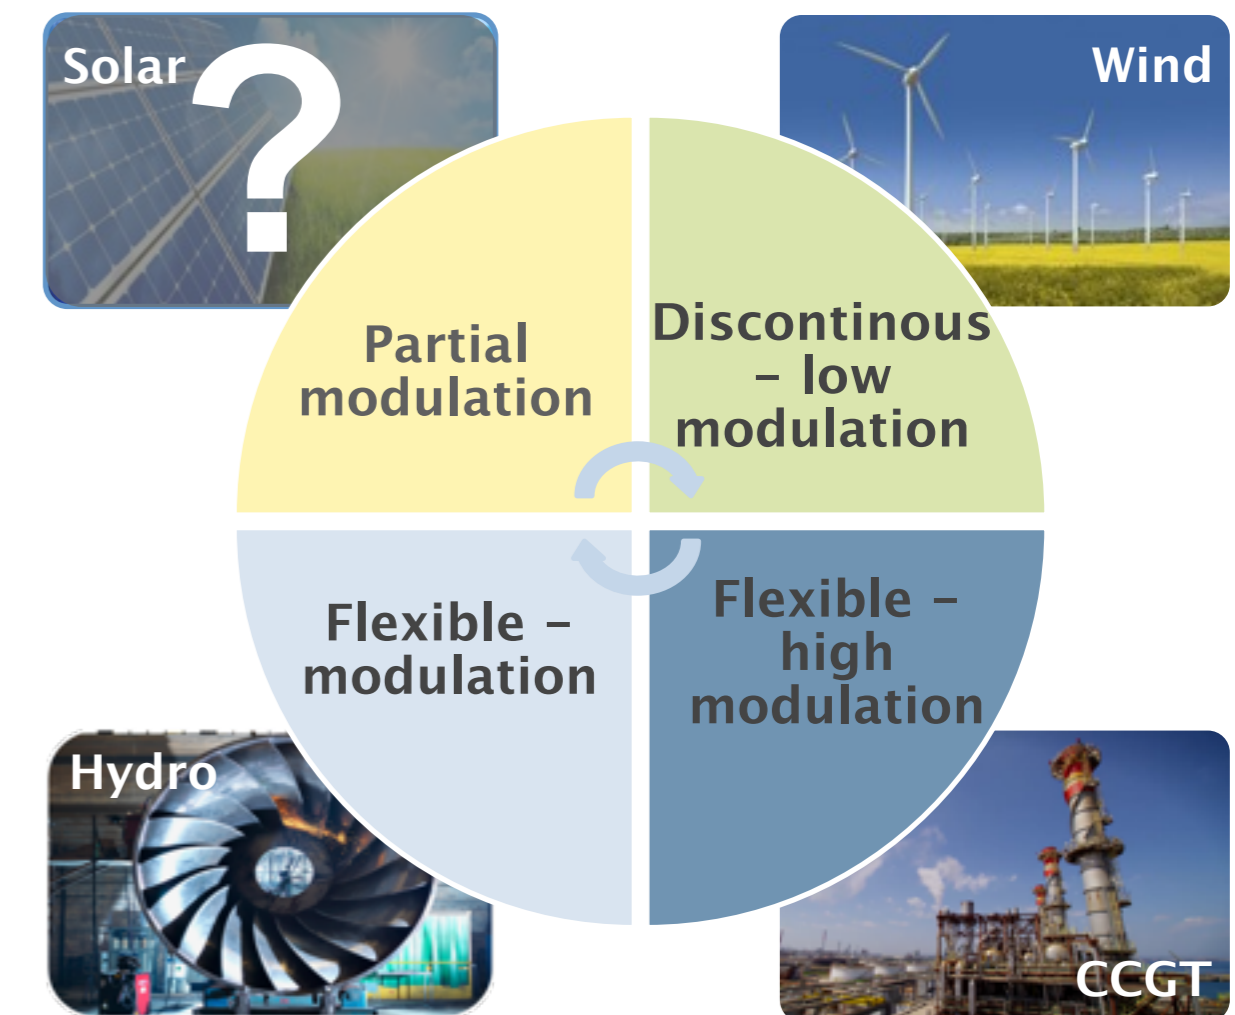 Solar
?
Wind
Partial
modulation
Discontinous
– low
modulation
Flexible –
modulation
Flexible –
high
modulation
Hydro
CCGT